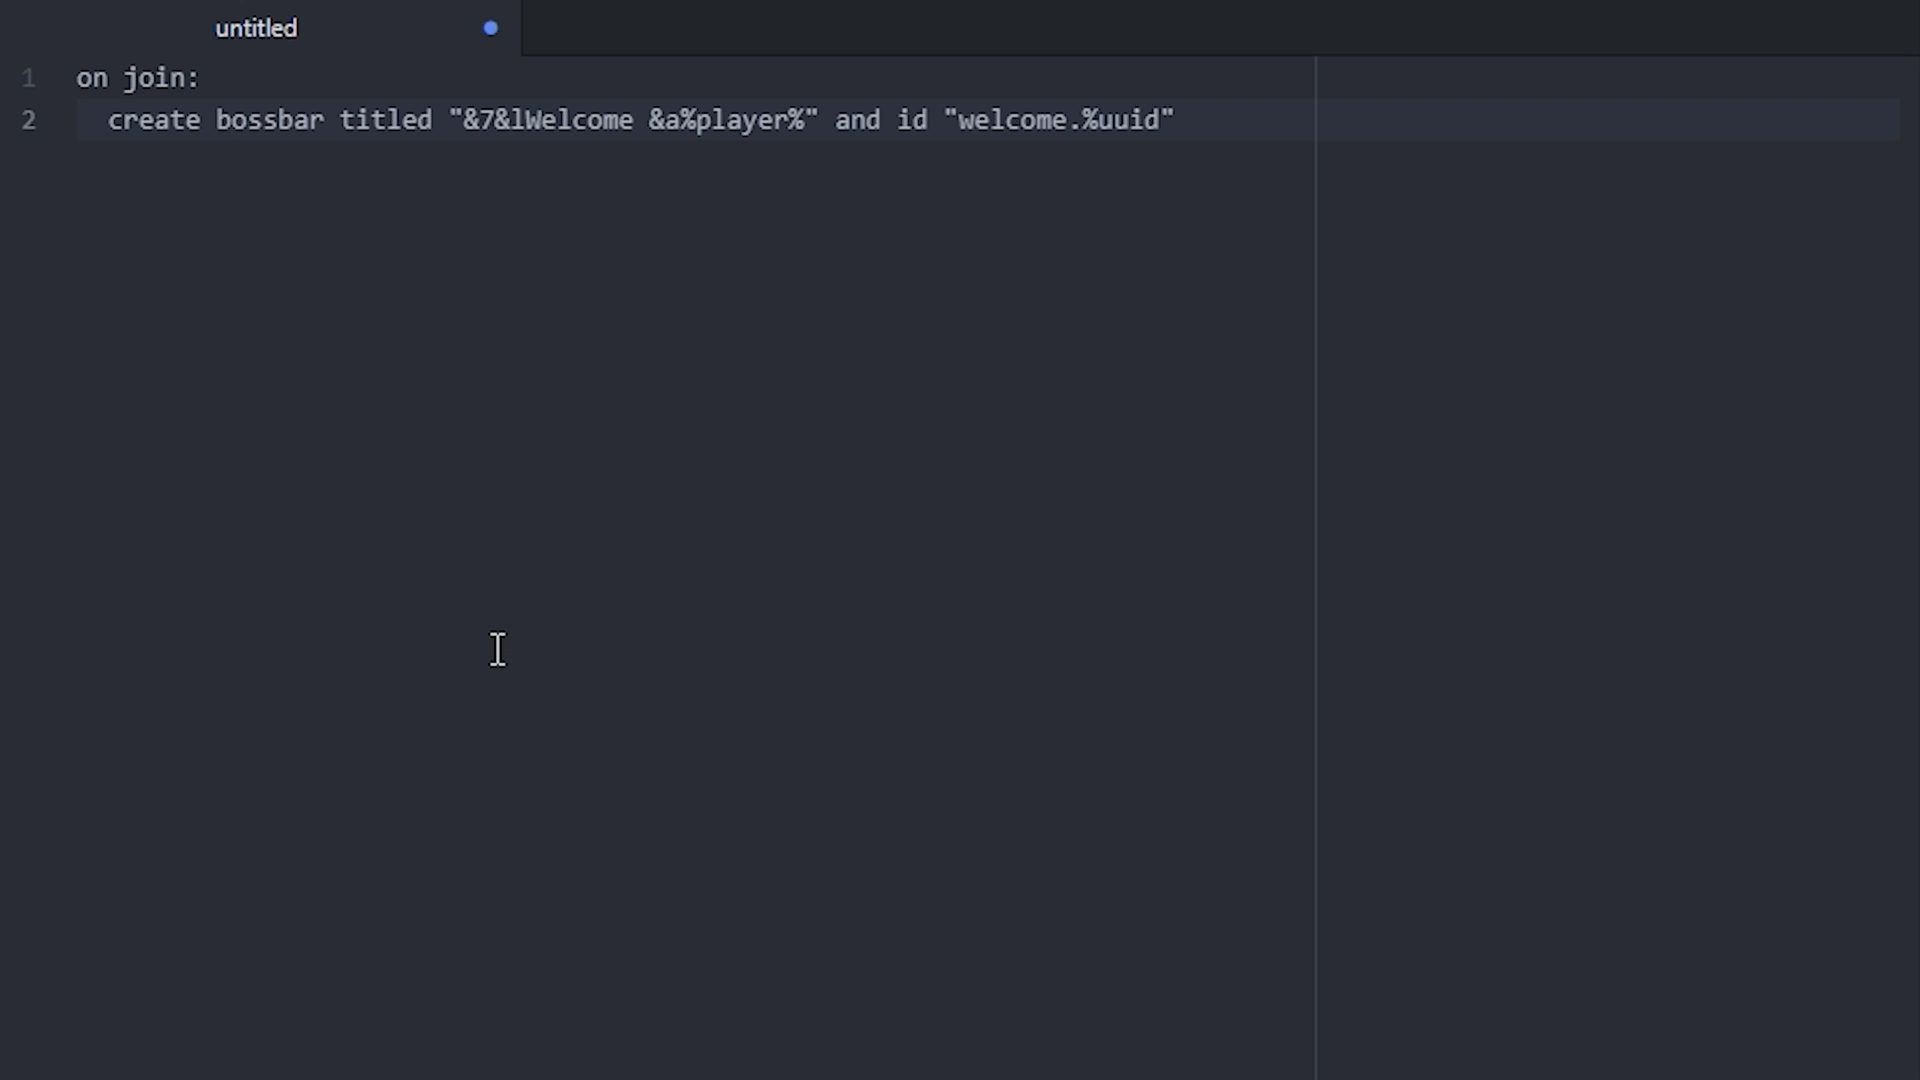 untitled
1 on join:
2 create bossbar titled "&7&lWelcome &a%player%" and id "welcome.%uuid"